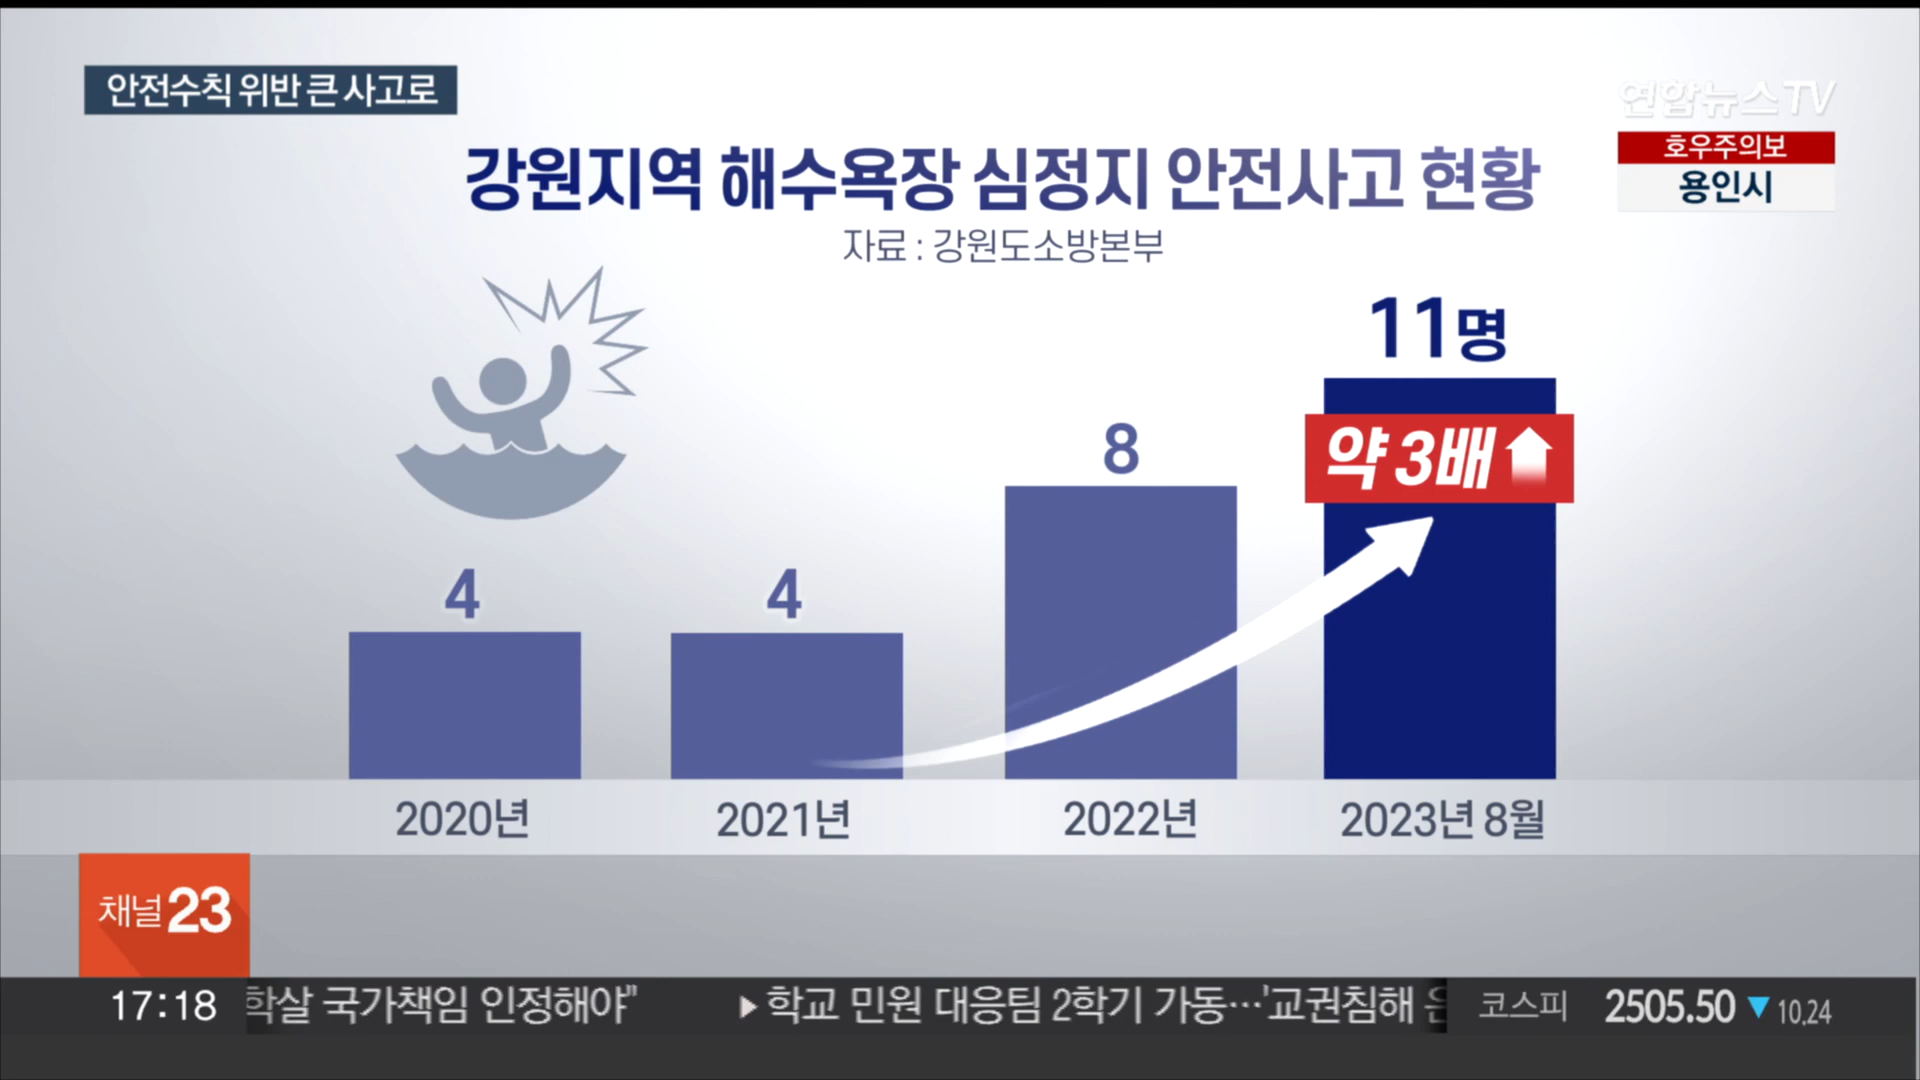 안전수칙 위반 큰 사고로
연합뉴스TV
호우주의보
용인시
강원지역 해수욕장 심정지 안전사고 현황
자료 : 강원도소방본부
4
4
8
11명
약 3배
2020년
2021년
2022년
2023년 8월
채널 23
17:18
학살 국가책임 인정해야"
▶ 학교 민원 대응팀 2학기 가동…'교권침해
코스피 2505.50 ▼ 10.24